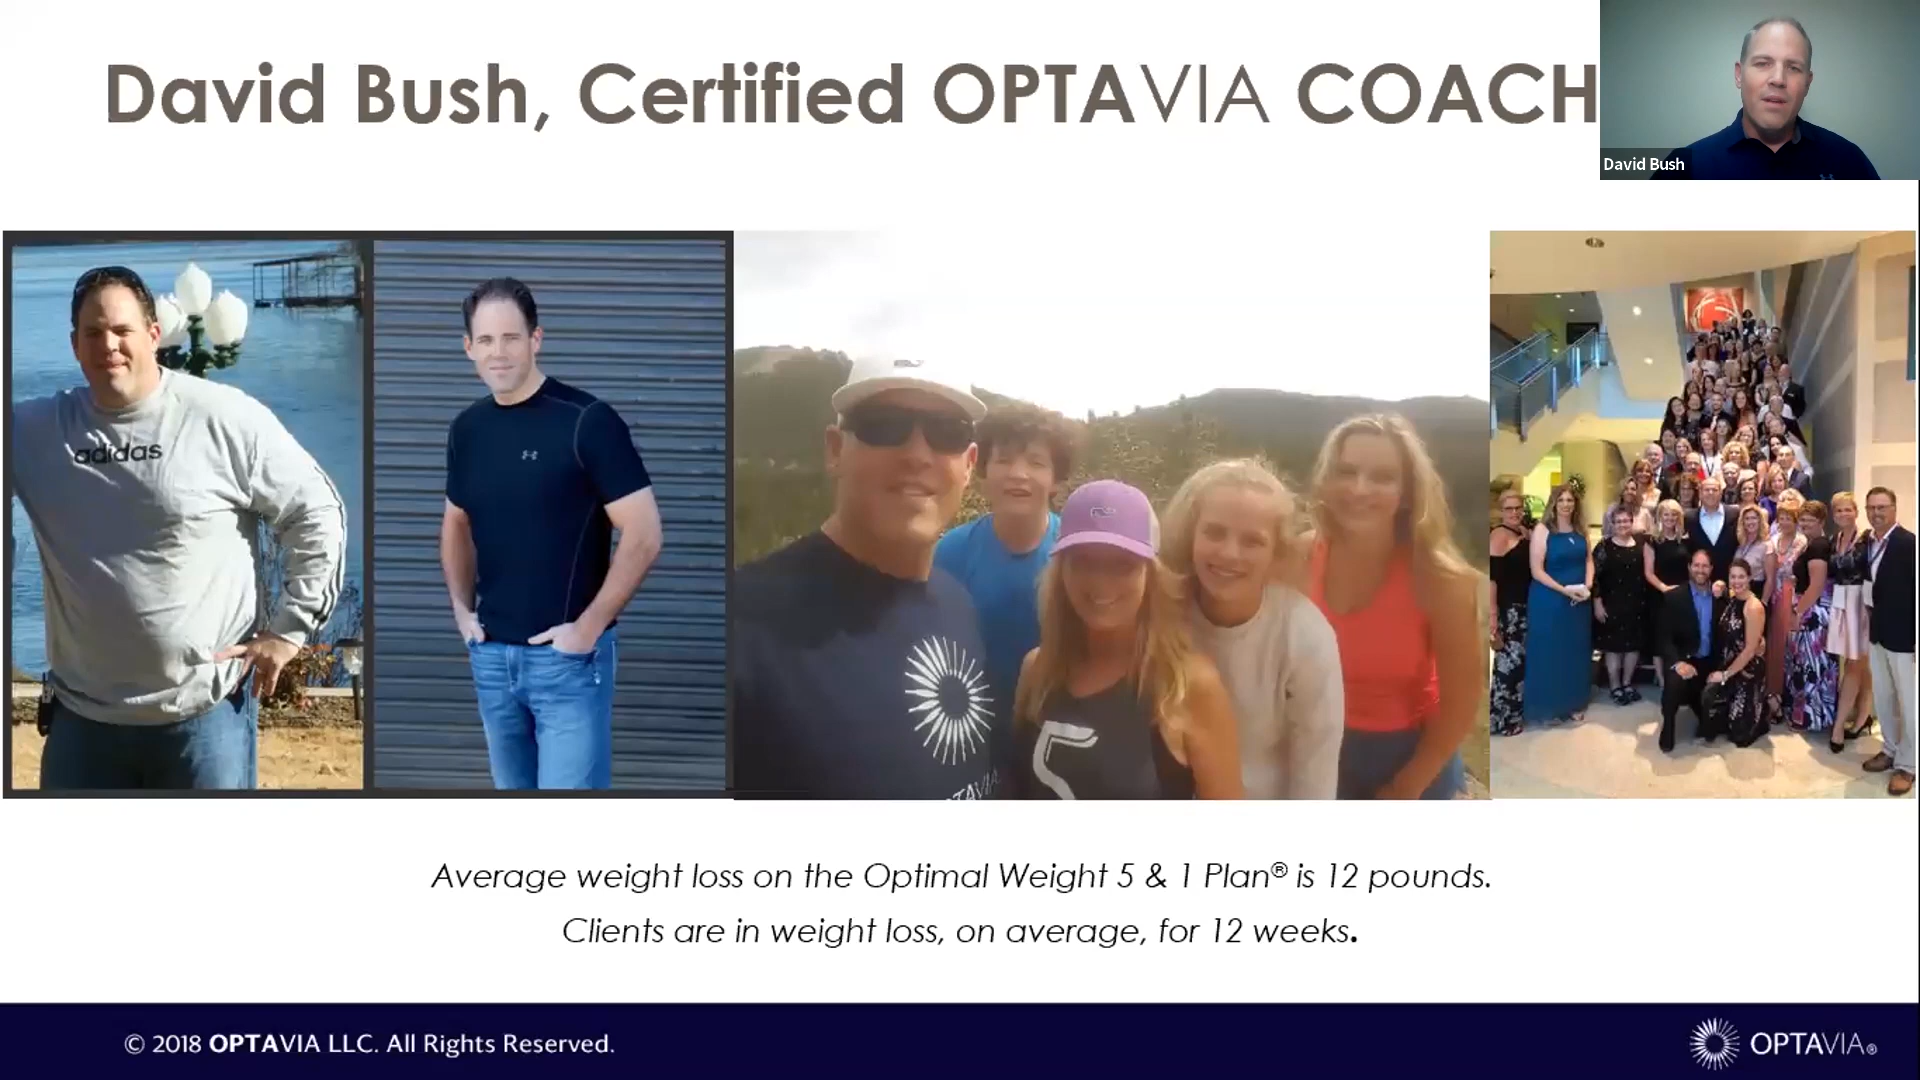 David Bush, Certified OPTAVIA COACH
David Bush
adidas
5
OPTAVIA
Average weight loss on the Optimal Weight 5 & 1 Plan® is 12 pounds.
Clients are in weight loss, on average, for 12 weeks.
© 2018 OPTAVIA LLC. All Rights Reserved.
OPTAVIA®